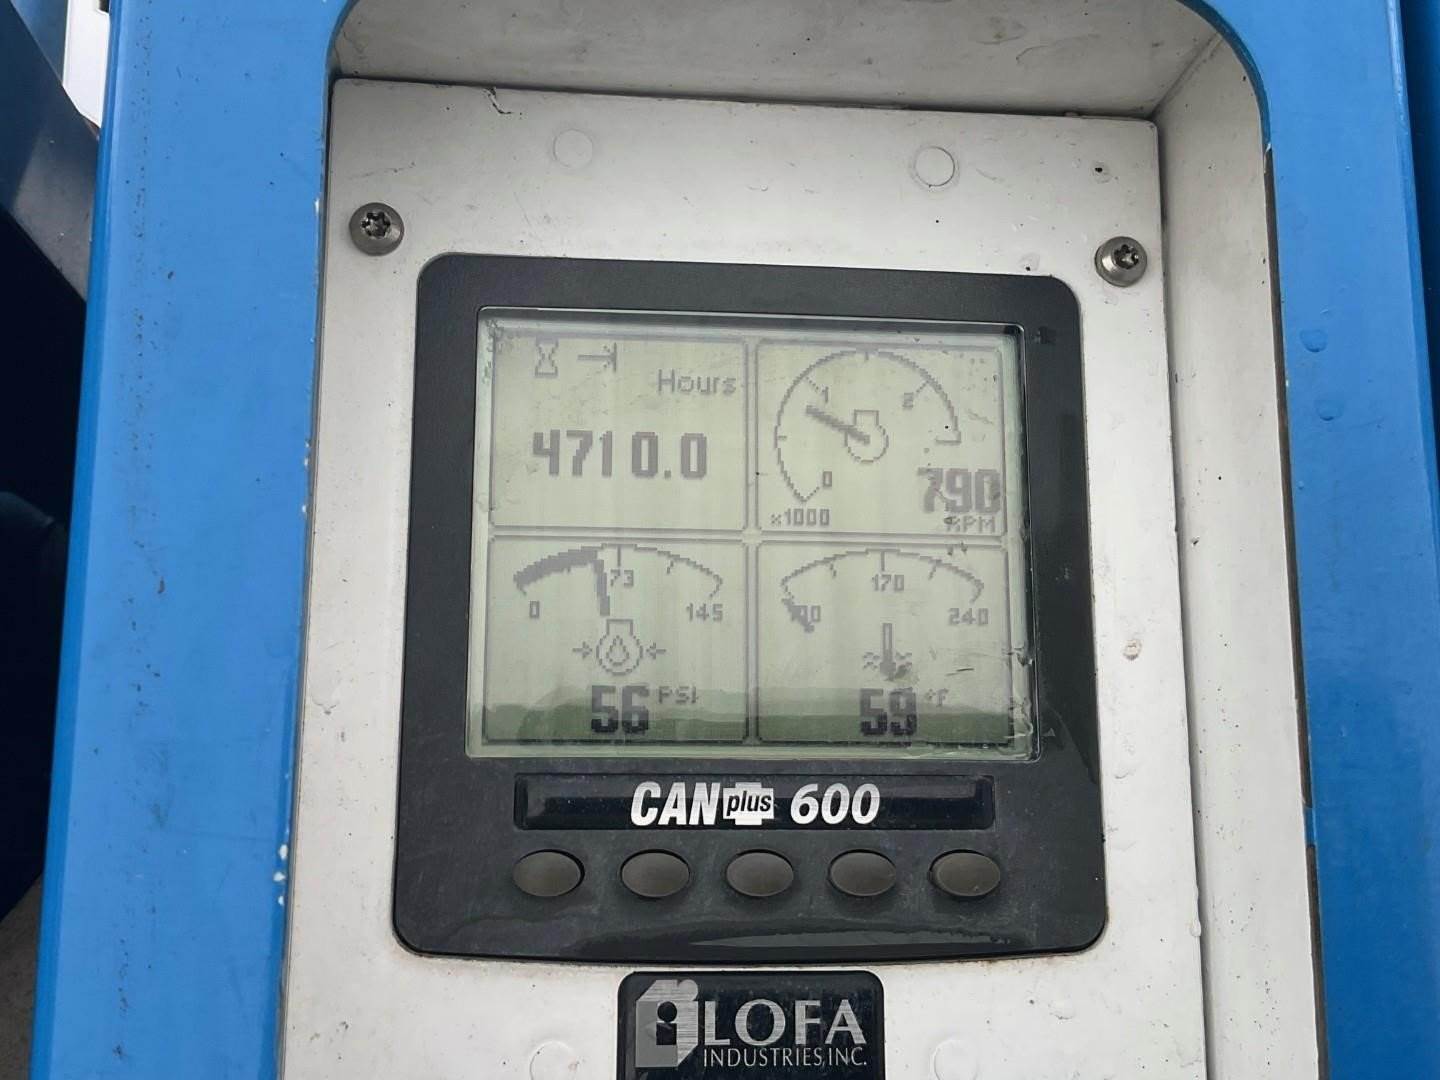 Hours
4710.0
1
2
0
x1000
790
RPM
73
0
145
56 PSI
170
100
240
59 °F
CAN plus 600
LOFA
INDUSTRIES, INC.